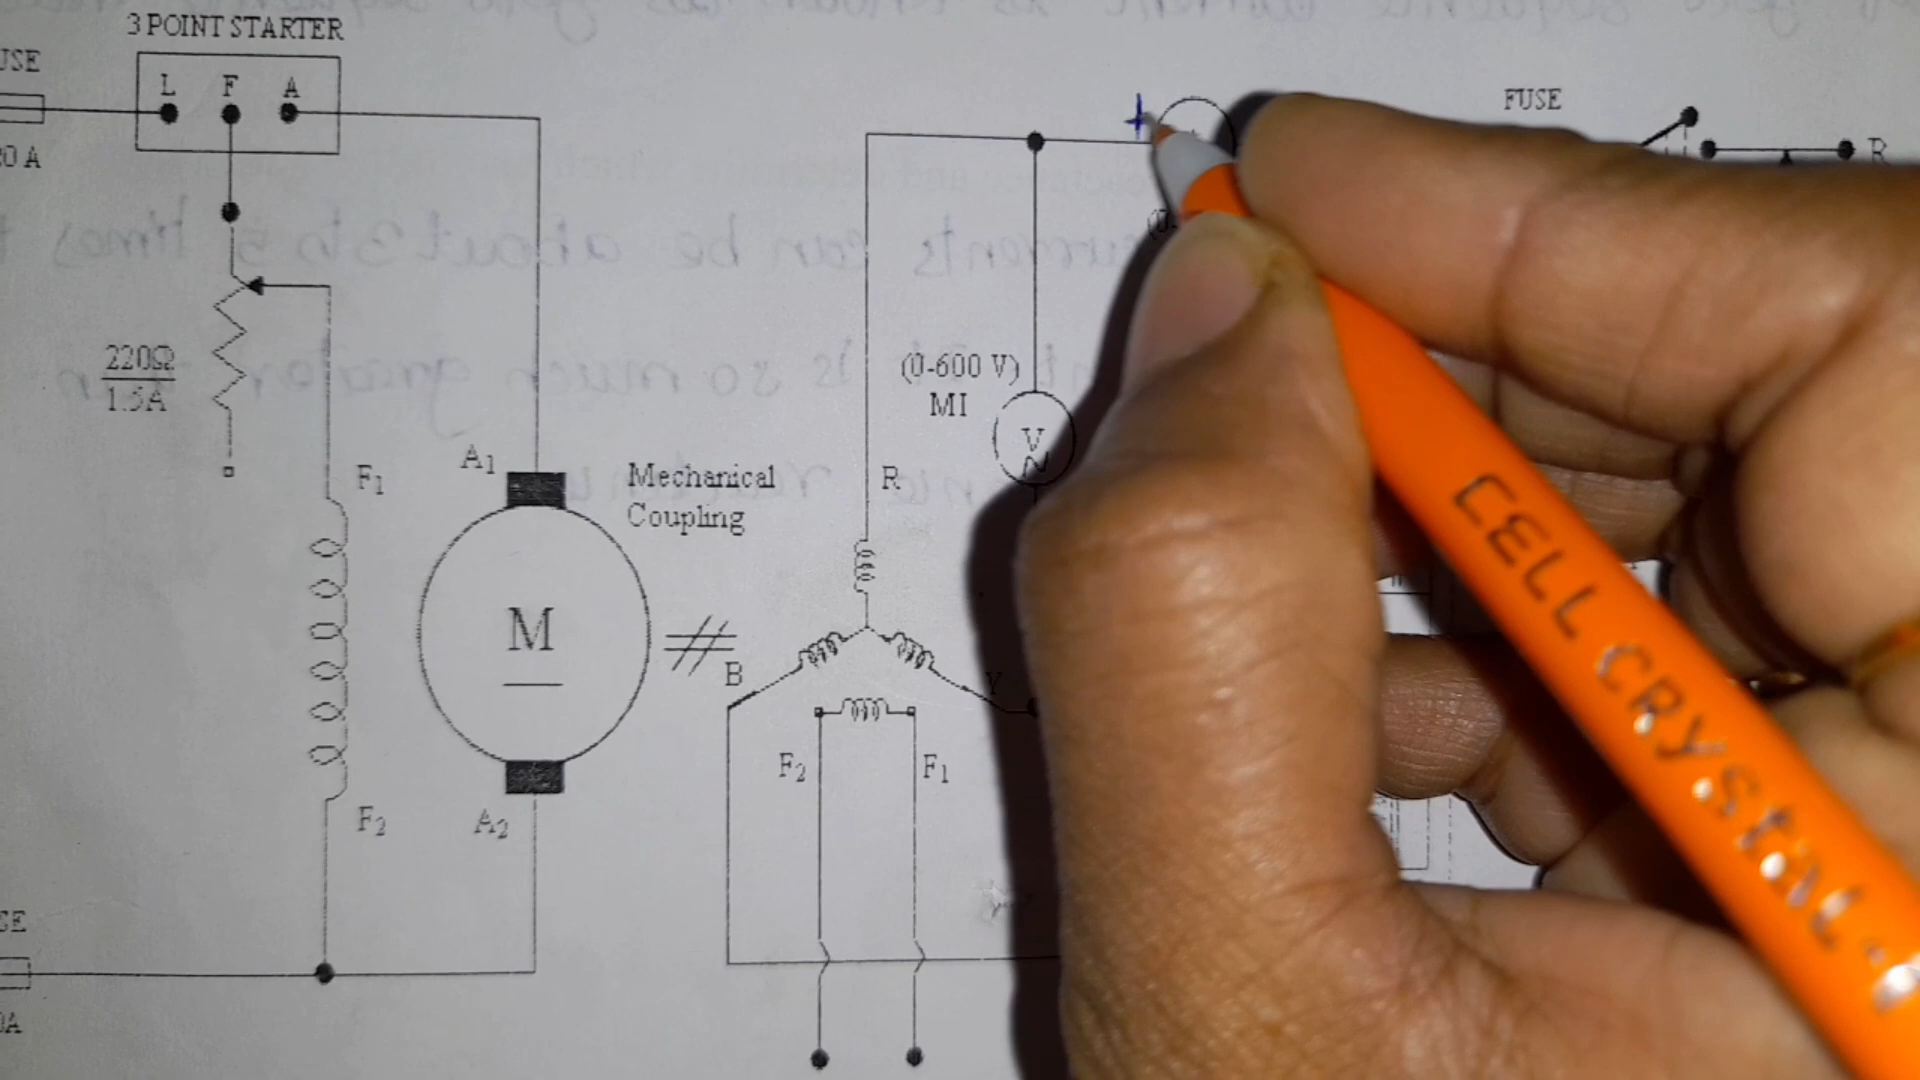 3 POINT STARTER
USE
L F A
FUSE
R
220Ω
1.5A
(0-600 V)
MI
V
A1
F1
R
Mechanical
Coupling
M
B
Y
F2
F1
F2
A2
CELL CRYSTAL